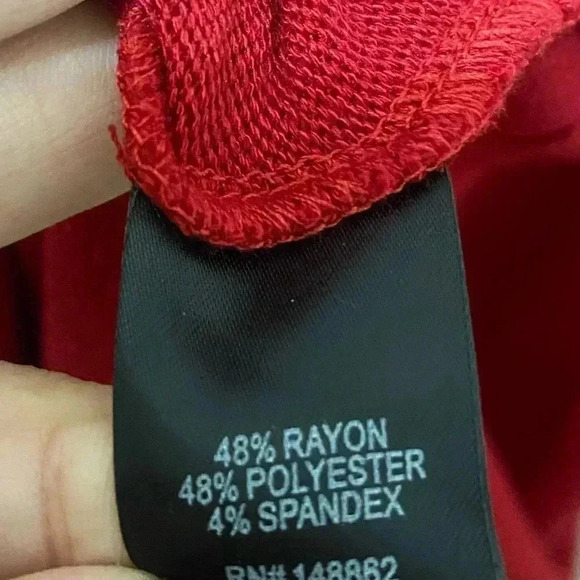 48% RAYON
48% POLYESTER
4% SPANDEX
RN# 148862